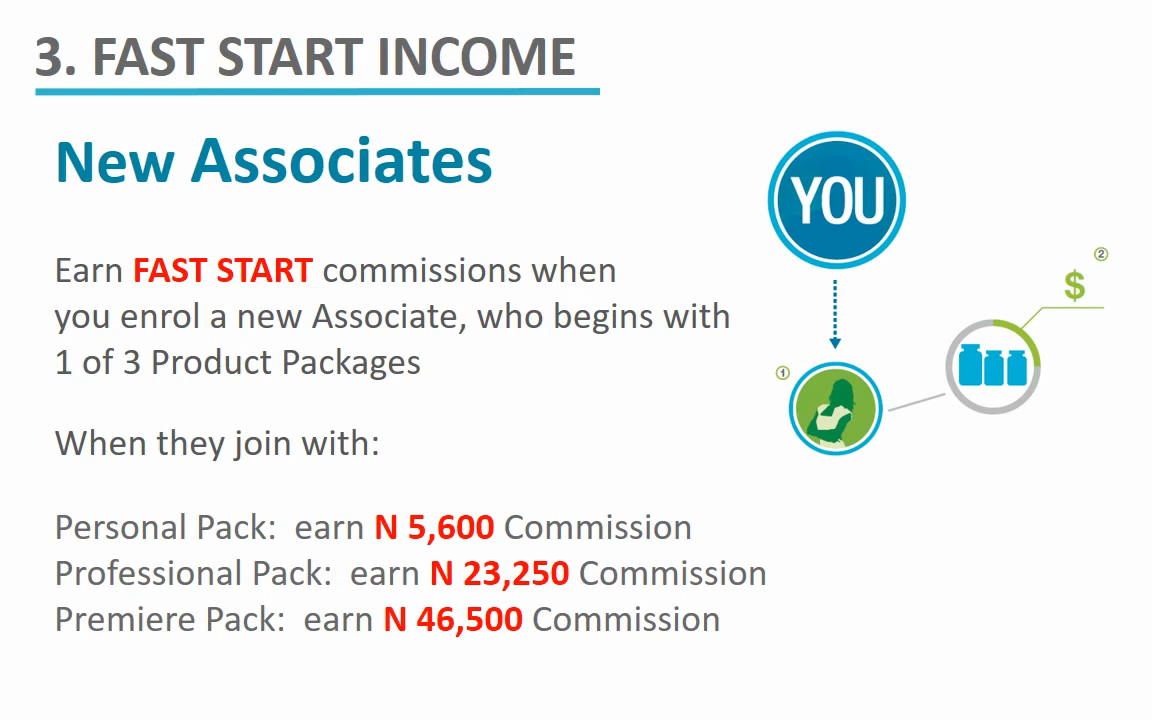 3. FAST START INCOME
New Associates
YOU
Earn FAST START commissions when
you enrol a new Associate, who begins with
1 of 3 Product Packages
$ ②
①
When they join with:
Personal Pack: earn N 5,600 Commission
Professional Pack: earn N 23,250 Commission
Premiere Pack: earn N 46,500 Commission